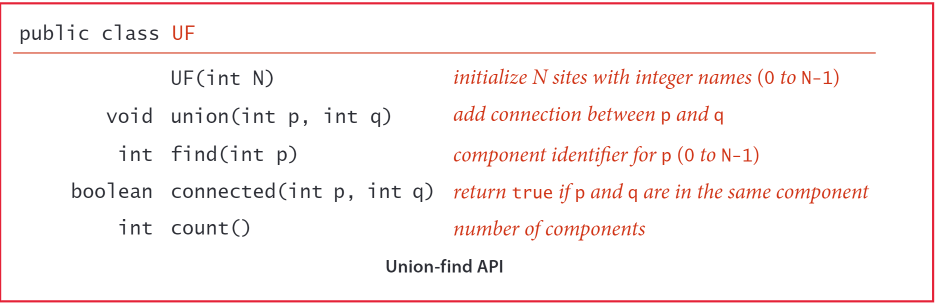 public class UF
UF(int N) initialize N sites with integer names (0 to N-1)
void union(int p, int q) add connection between p and q
int find(int p) component identifier for p (0 to N-1)
boolean connected(int p, int q) return true if p and q are in the same component
int count() number of components
Union-find API